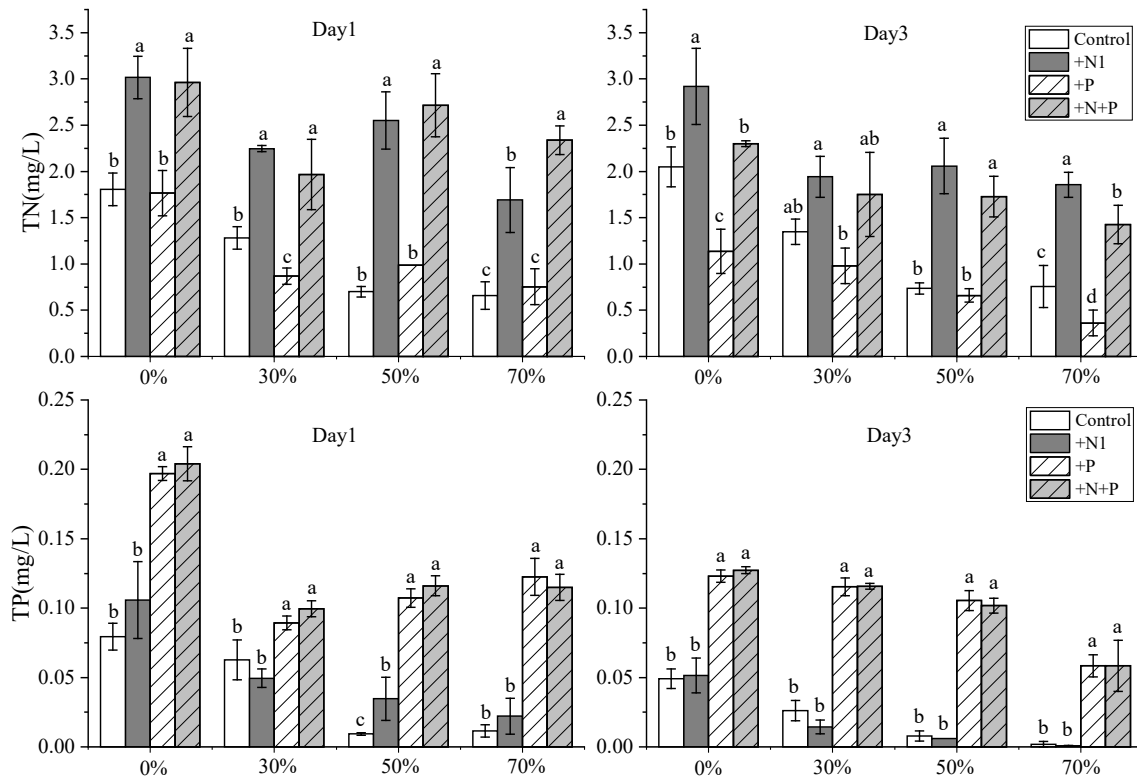 Day1
Day3
TN(mg/L)
3.5
3.0
2.5
2.0
1.5
1.0
0.5
0.0
b a b a
b a c a
b a b a
c b c a
0% 30% 50% 70%
3.5
3.0
2.5
2.0
1.5
1.0
0.5
0.0
b a c b
ab a b ab
b a b a
c a d b
0% 30% 50% 70%
Control
+N1
+P
+N+P
Day1
Day3
TP(mg/L)
0.25
0.20
0.15
0.10
0.05
0.00
b b a a
b b a a
c b a a
b b a a
0% 30% 50% 70%
0.25
0.20
0.15
0.10
0.05
0.00
b b a a
b b a a
b b a a
b b a a
0% 30% 50% 70%
Control
+N1
+P
+N+P